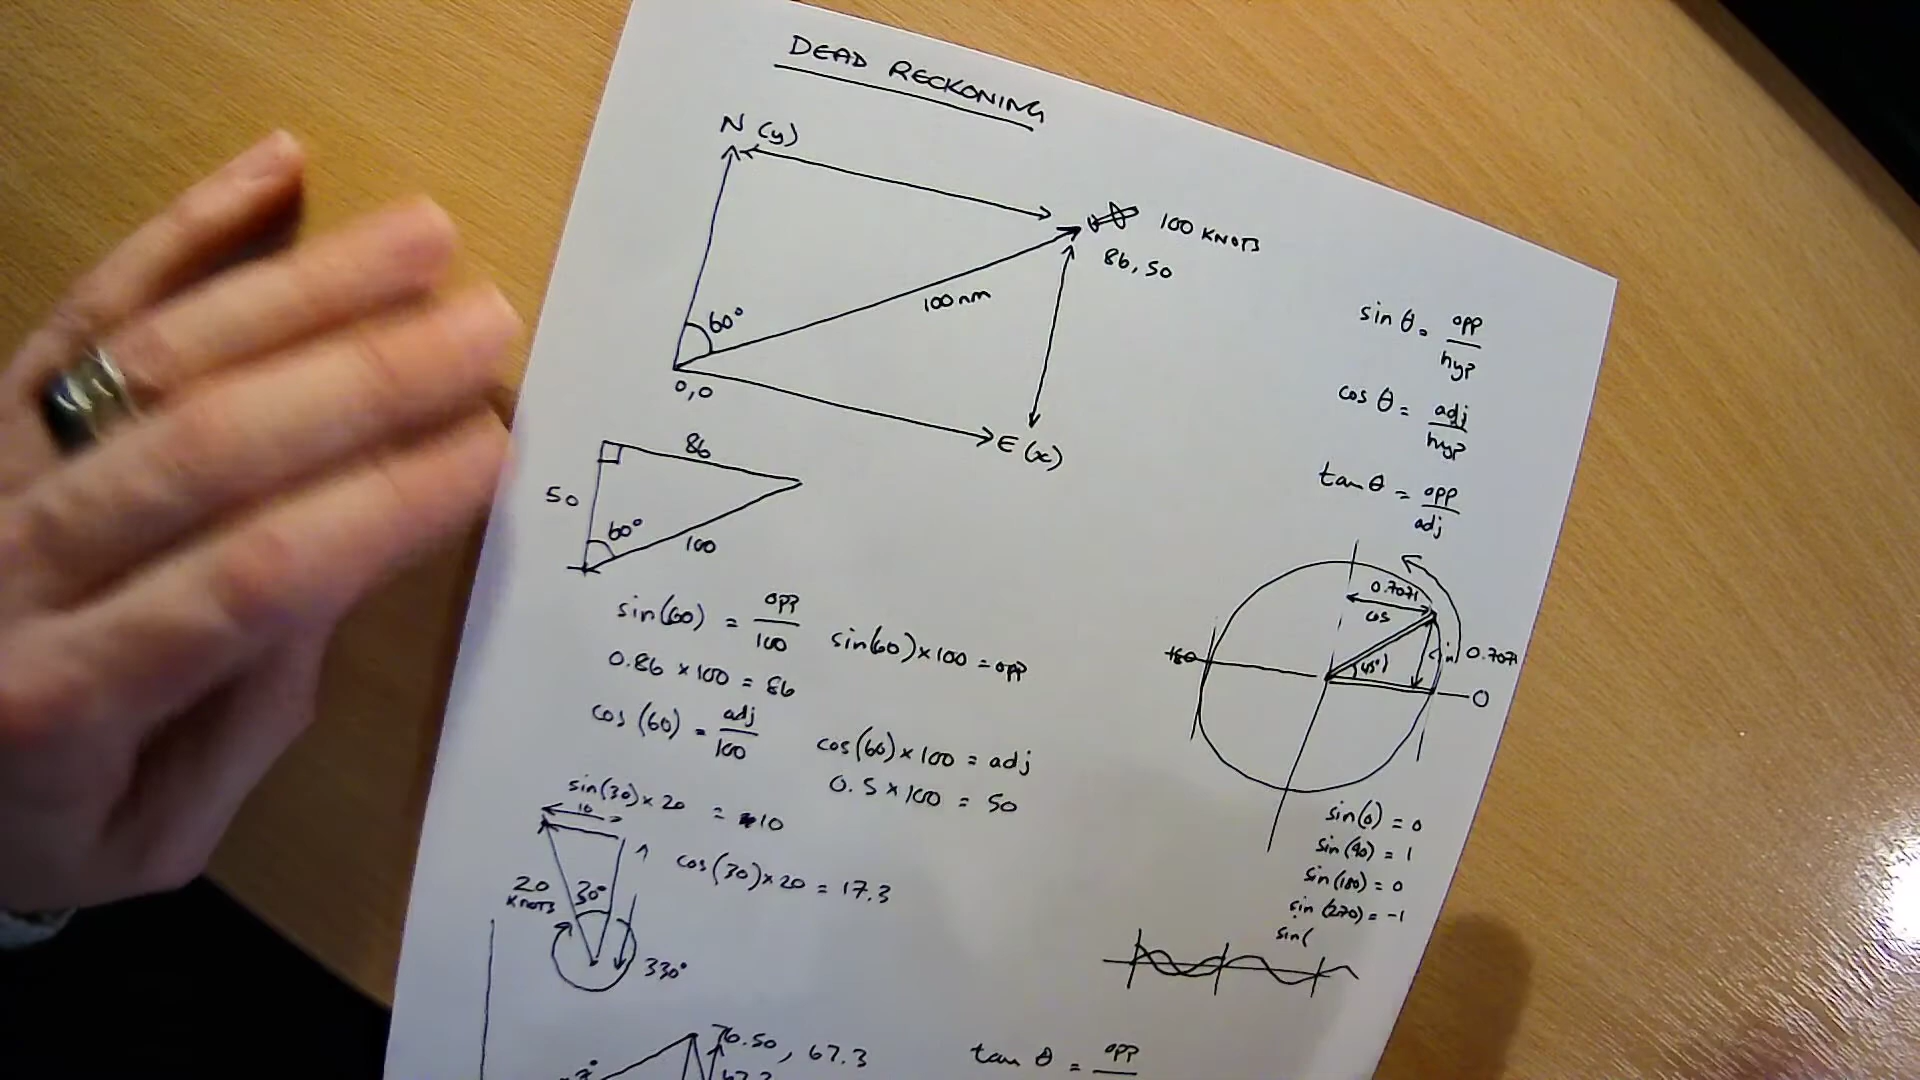 DEAD RECKONING
N (y)
100 KNOTS
86, 50
100nm
60°
0,0
E (x)
sin θ = opp
hyp
cos θ = adj
hyp
tan θ = opp
adj
86
50
60°
100
sin(60) = opp
100
sin(60) × 100 = opp
0.86 × 100 = 86
cos (60) = adj
100
cos(60) × 100 = adj
0.5 × 100 = 50
0.7071
cos
(45°)
sin
0.7071
180
0
sin(0) = 0
sin(90) = 1
sin(180) = 0
sin(270) = -1
sin(
sin(30) × 20 = 10
10
cos(30) × 20 = 17.3
20
KNOTS
30°
330°
76.50, 67.3
67.3
tan θ = opp